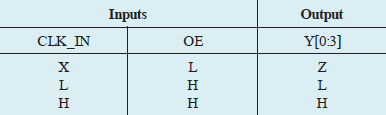 Inputs Output
CLK_IN OE Y[0:3]
X L Z
L H L
H H H